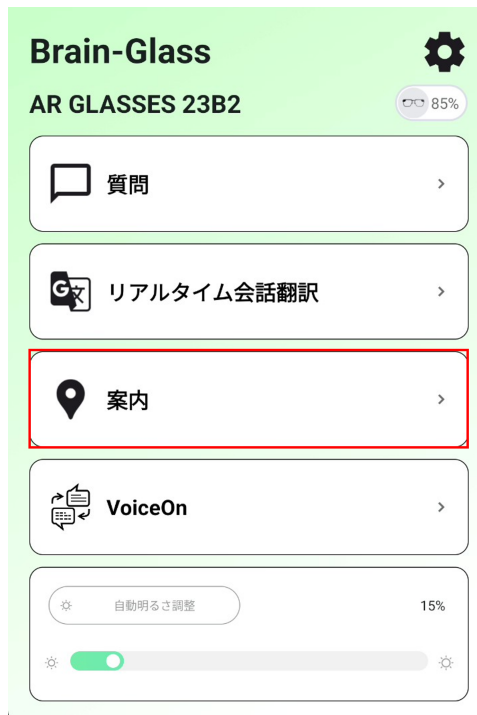 Brain-Glass
AR GLASSES 23B2
85%
質問
リアルタイム会話翻訳
案内
VoiceOn
自動明るさ調整
15%